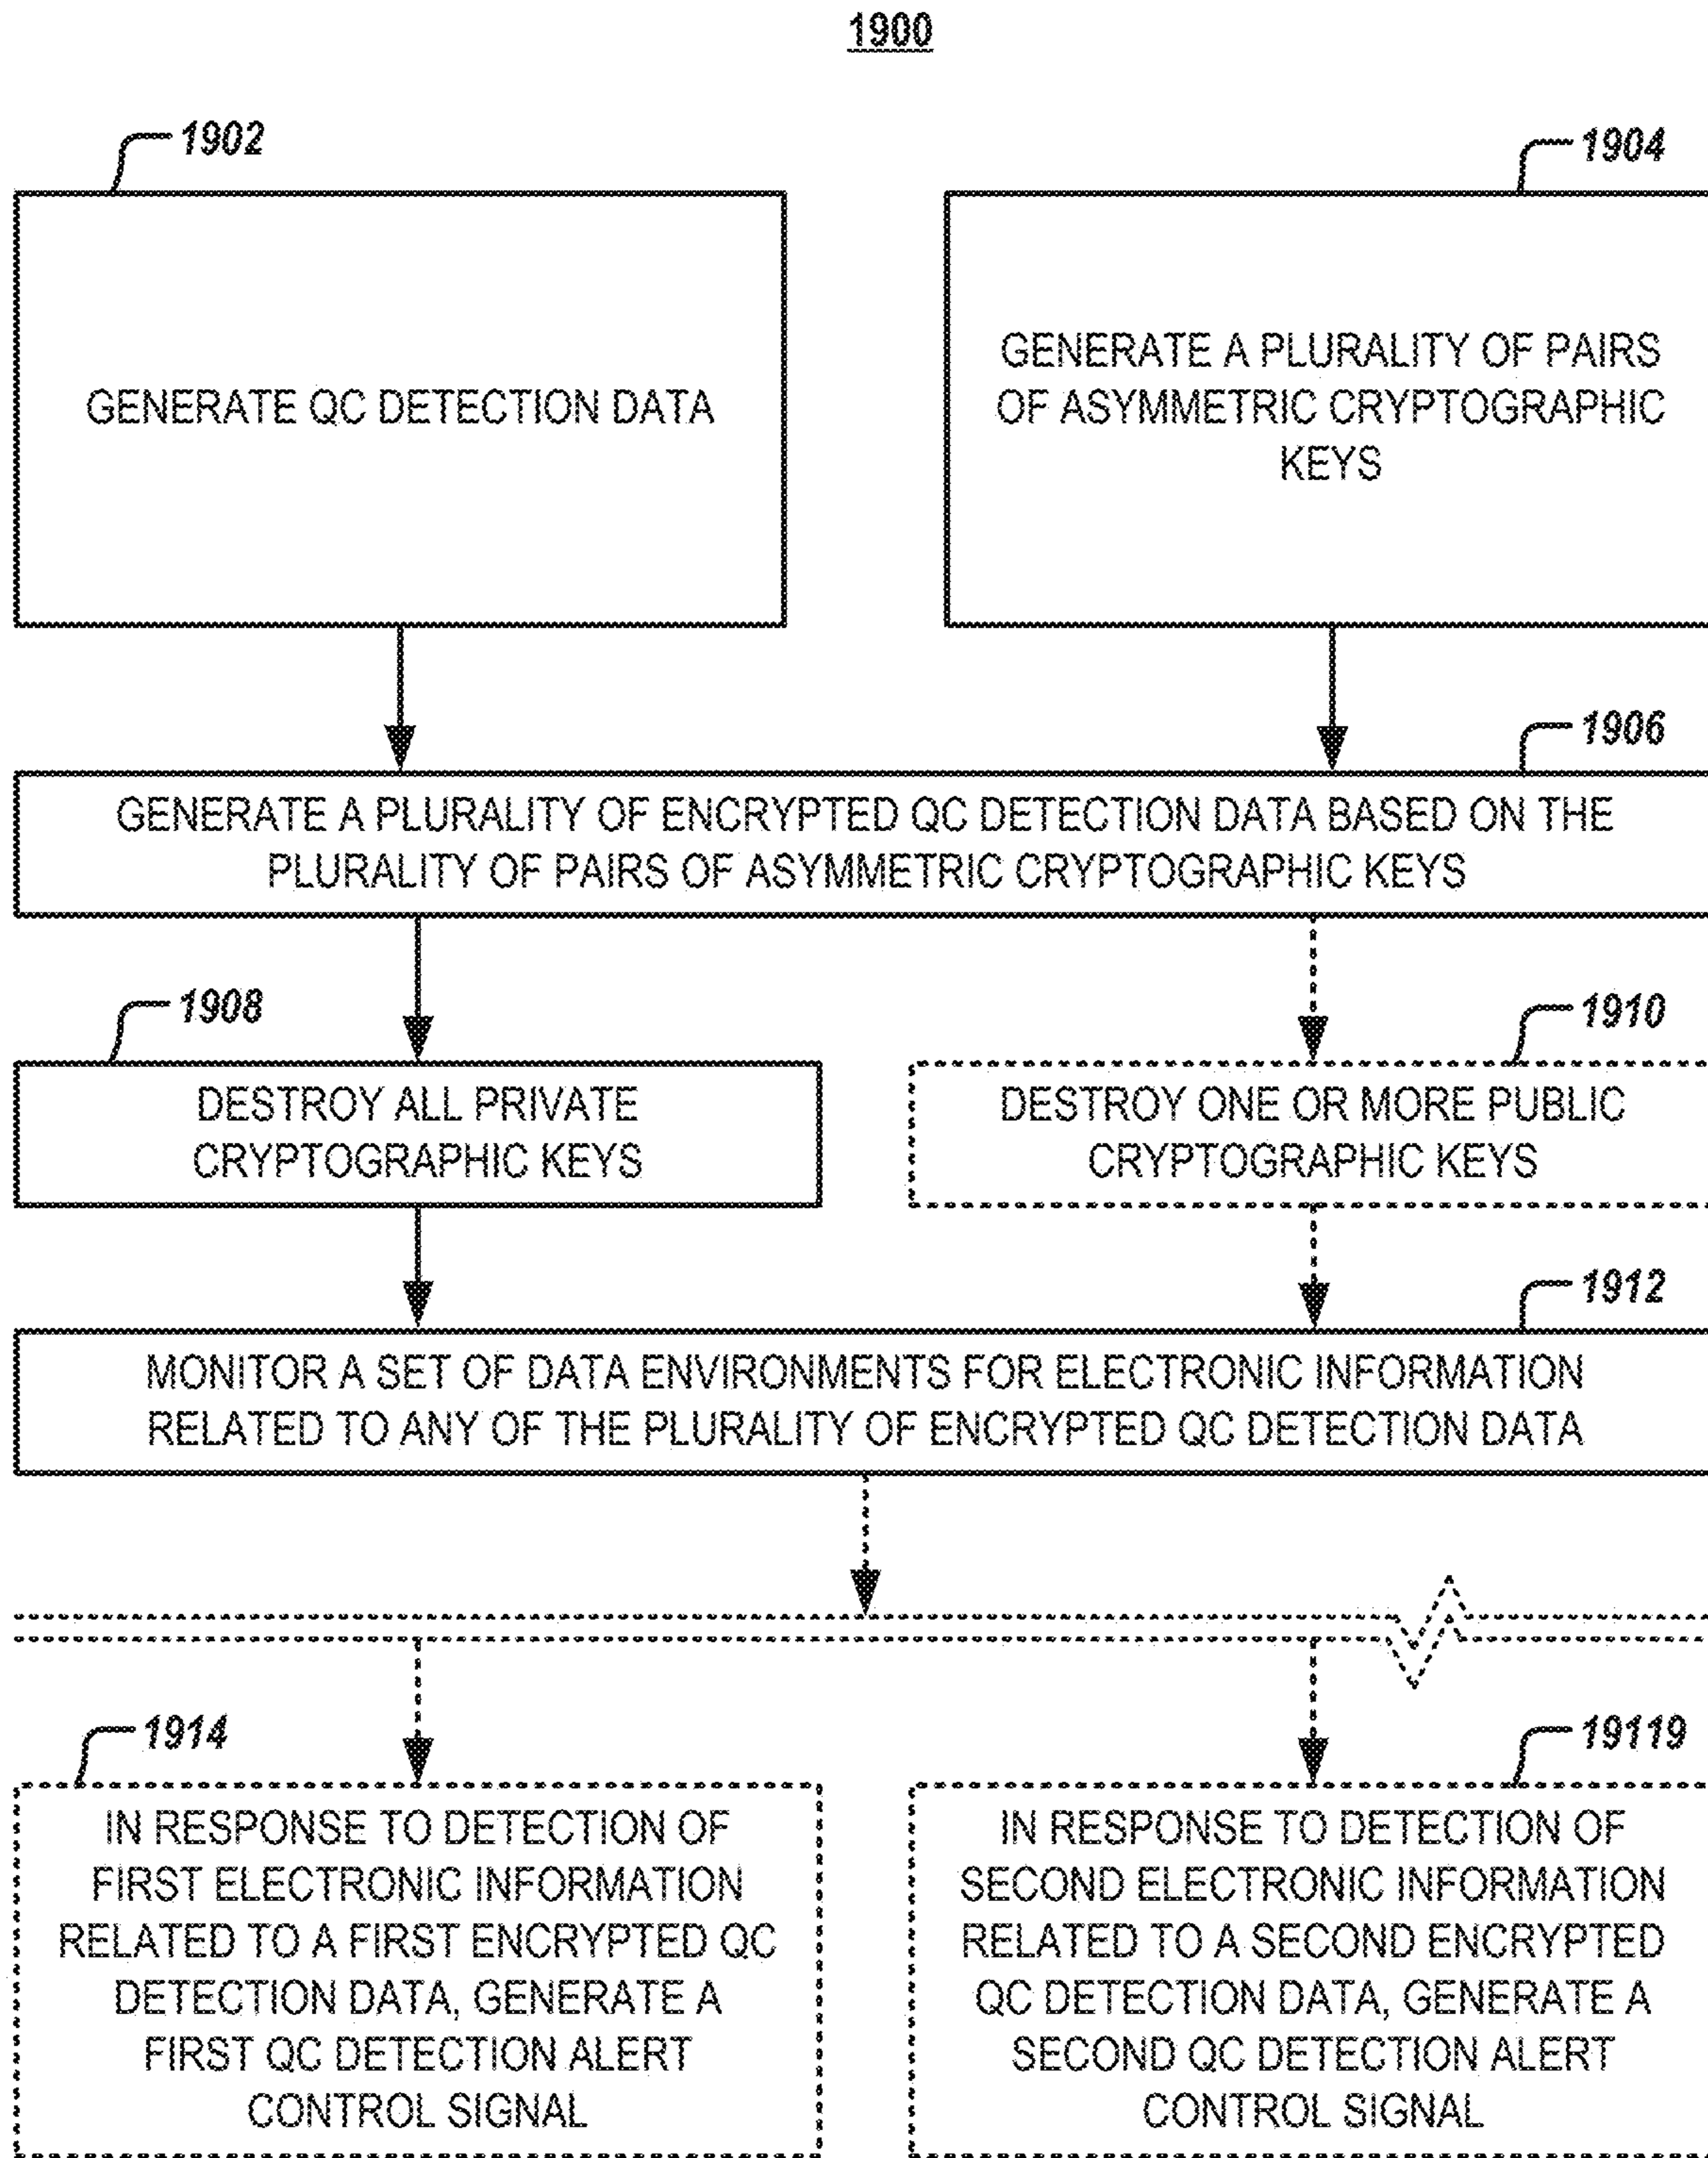 1900
1902
1904
GENERATE QC DETECTION DATA
GENERATE A PLURALITY OF PAIRS
OF ASYMMETRIC CRYPTOGRAPHIC
KEYS
1906
GENERATE A PLURALITY OF ENCRYPTED QC DETECTION DATA BASED ON THE
PLURALITY OF PAIRS OF ASYMMETRIC CRYPTOGRAPHIC KEYS
1908
1910
DESTROY ALL PRIVATE
CRYPTOGRAPHIC KEYS
DESTROY ONE OR MORE PUBLIC
CRYPTOGRAPHIC KEYS
1912
MONITOR A SET OF DATA ENVIRONMENTS FOR ELECTRONIC INFORMATION
RELATED TO ANY OF THE PLURALITY OF ENCRYPTED QC DETECTION DATA
1914
19119
IN RESPONSE TO DETECTION OF
FIRST ELECTRONIC INFORMATION
RELATED TO A FIRST ENCRYPTED QC
DETECTION DATA, GENERATE A
FIRST QC DETECTION ALERT
CONTROL SIGNAL
IN RESPONSE TO DETECTION OF
SECOND ELECTRONIC INFORMATION
RELATED TO A SECOND ENCRYPTED
QC DETECTION DATA, GENERATE A
SECOND QC DETECTION ALERT
CONTROL SIGNAL